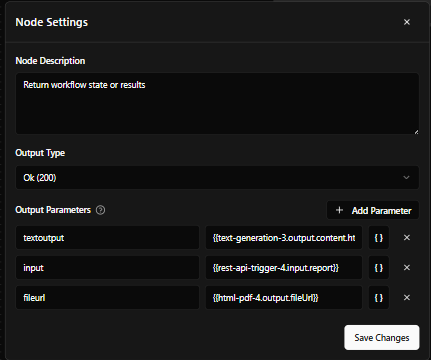 Node Settings
Node Description
Return workflow state or results
Output Type
Ok (200)
Output Parameters
Add Parameter
textoutput {{text-generation-3.output.content.ht { }
input {{rest-api-trigger-4.input.report}} { }
fileurl {{html-pdf-4.output.fileUrl}} { }
Save Changes